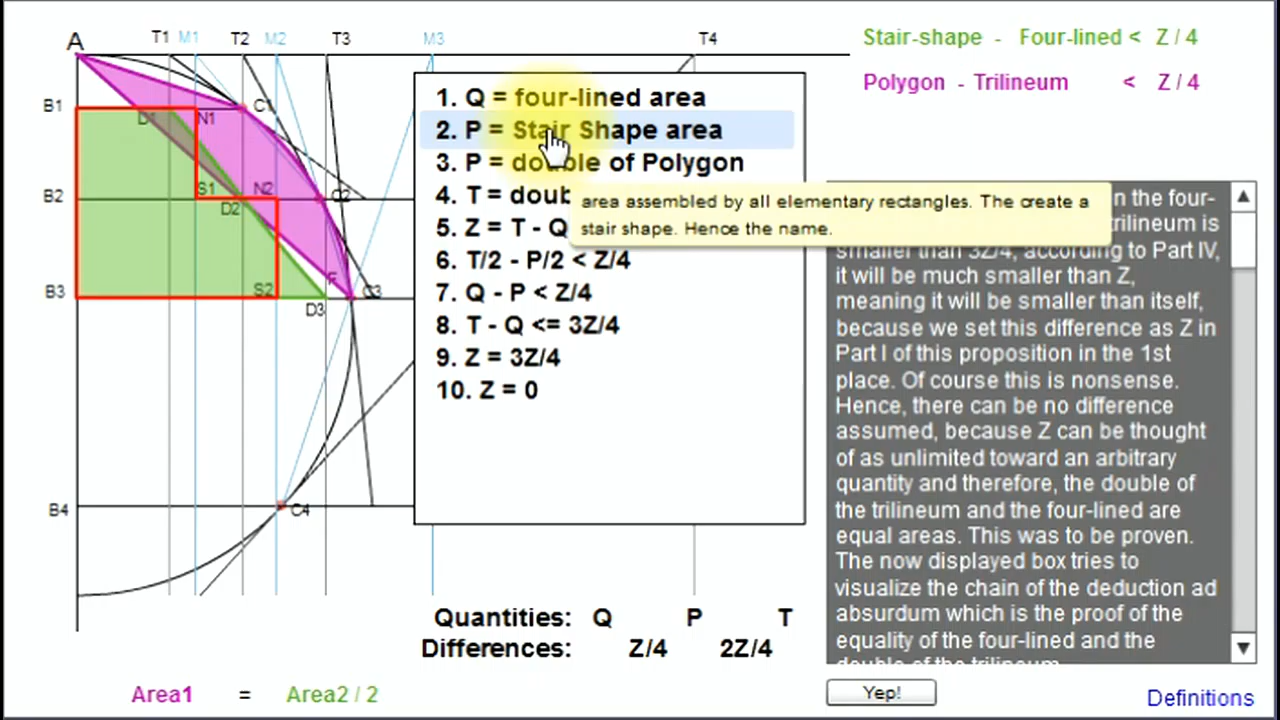 A
T1
M1
T2
M2
T3
M3
T4
B1
D1
N1
C1
B2
S1
N2
D2
C2
B3
S2
F
C3
D3
B4
C4
Area1 = Area2 / 2
1. Q = four-lined area
2. P = Stair Shape area
3. P = double of Polygon
4. T = doub
5. Z = T - Q
6. T/2 - P/2 < Z/4
7. Q - P < Z/4
8. T - Q <= 3Z/4
9. Z = 3Z/4
10. Z = 0
area assembled by all elementary rectangles. The create a
stair shape. Hence the name.
Quantities: Q P T
Differences: Z/4 2Z/4
Stair-shape - Four-lined < Z / 4
Polygon - Trilineum < Z / 4
n the four-
trilineum is
smaller than 3Z/4, according to Part IV,
it will be much smaller than Z,
meaning it will be smaller than itself,
because we set this difference as Z in
Part I of this proposition in the 1st
place. Of course this is nonsense.
Hence, there can be no difference
assumed, because Z can be thought
of as unlimited toward an arbitrary
quantity and therefore, the double of
the trilineum and the four-lined are
equal areas. This was to be proven.
The now displayed box tries to
visualize the chain of the deduction ad
absurdum which is the proof of the
equality of the four-lined and the
double of the trilineum.
Yep!
Definitions